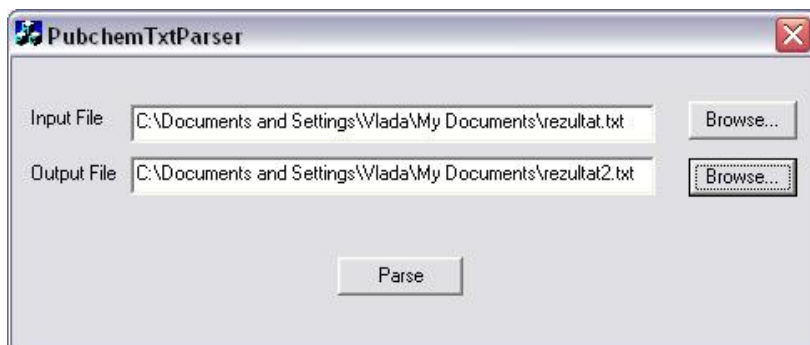 PubchemTxtParser
Input File C:\Documents and Settings\Vlada\My Documents\rezultat.txt Browse...
Output File C:\Documents and Settings\Vlada\My Documents\rezultat2.txt Browse...
Parse